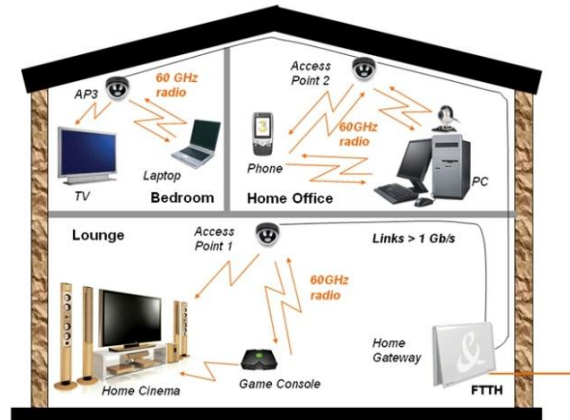 60 GHz
radio
AP3
TV
Laptop
Bedroom
Access
Point 2
60GHz
radio
Phone
PC
Home Office
Lounge
Access
Point 1
Links > 1 Gb/s
60GHz
radio
Home Cinema
Game Console
Home
Gateway
&
FTTH